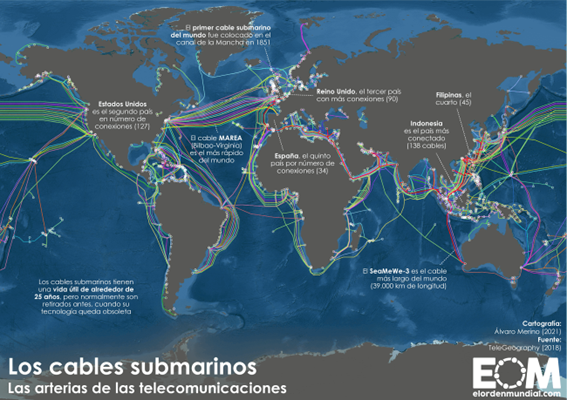 El primer cable submarino
del mundo fue colocado en el
canal de la Mancha en 1851
Estados Unidos
es el segundo país
en número de
conexiones (127)
Reino Unido, el tercer país
con más conexiones (90)
Filipinas, el
cuarto (45)
Indonesia
es el país más
conectado
(138 cables)
El cable MAREA
(Bilbao-Virginia)
es el más rápido
del mundo
España, el quinto
país por número de
conexiones (34)
El SeaMeWe-3 es el cable
más largo del mundo
(39.000 km de longitud)
Los cables submarinos tienen
una vida útil de alrededor de
25 años, pero normalmente son
retirados antes, cuando su
tecnología queda obsoleta
Cartografía:
Álvaro Merino (2021)
Fuente:
TeleGeography (2018)
Los cables submarinos
Las arterias de las telecomunicaciones
EOM
elordenmundial.com